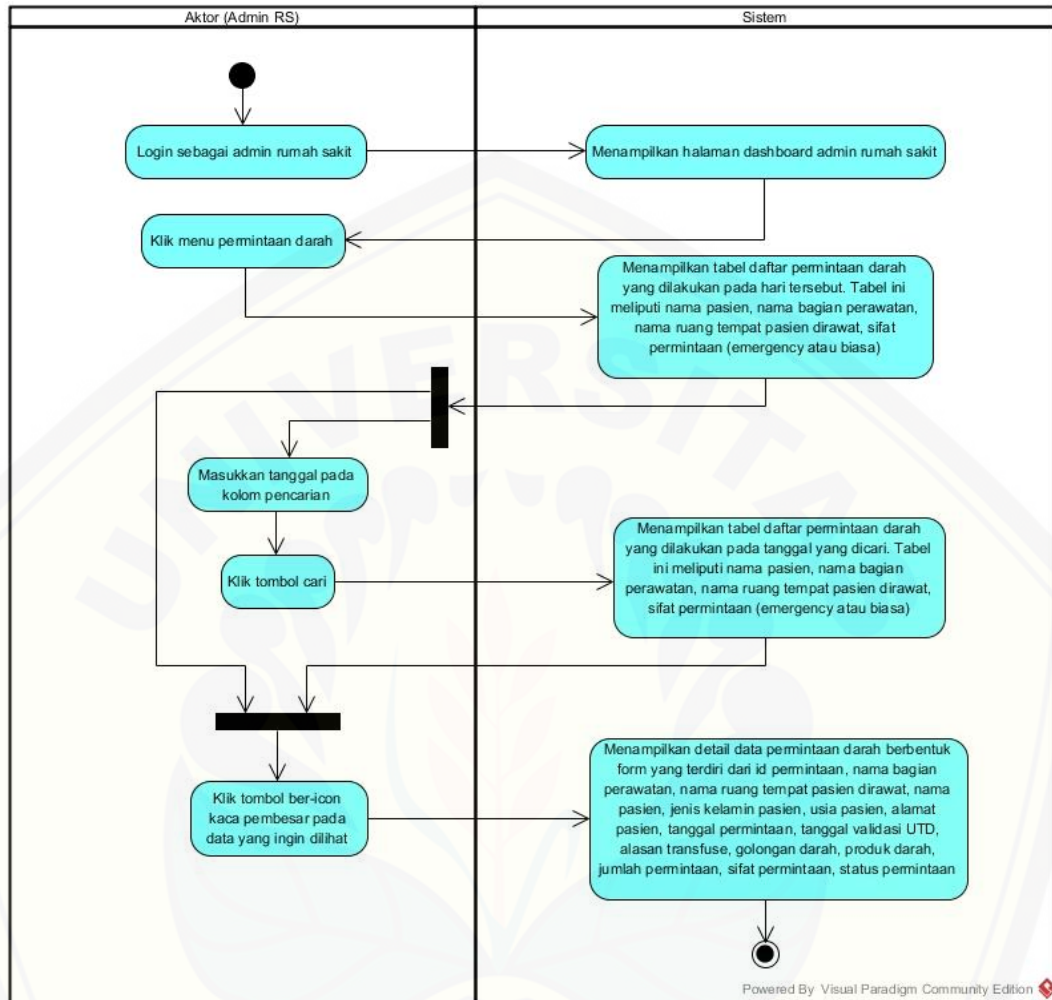 Aktor (Admin RS)
Sistem
Login sebagai admin rumah sakit
Menampilkan halaman dashboard admin rumah sakit
Klik menu permintaan darah
Menampilkan tabel daftar permintaan darah
yang dilakukan pada hari tersebut. Tabel ini
meliputi nama pasien, nama bagian perawatan,
nama ruang tempat pasien dirawat, sifat
permintaan (emergency atau biasa)
Masukkan tanggal pada
kolom pencarian
Klik tombol cari
Menampilkan tabel daftar permintaan darah
yang dilakukan pada tanggal yang dicari. Tabel
ini meliputi nama pasien, nama bagian
perawatan, nama ruang tempat pasien dirawat,
sifat permintaan (emergency atau biasa)
Klik tombol ber-icon
kaca pembesar pada
data yang ingin dilihat
Menampilkan detail data permintaan darah berbentuk
form yang terdiri dari id permintaan, nama bagian
perawatan, nama ruang tempat pasien dirawat, nama
pasien, jenis kelamin pasien, usia pasien, alamat
pasien, tanggal permintaan, tanggal validasi UTD,
alasan transfuse, golongan darah, produk darah,
jumlah permintaan, sifat permintaan, status permintaan
Powered By Visual Paradigm Community Edition
UNIVERSITA